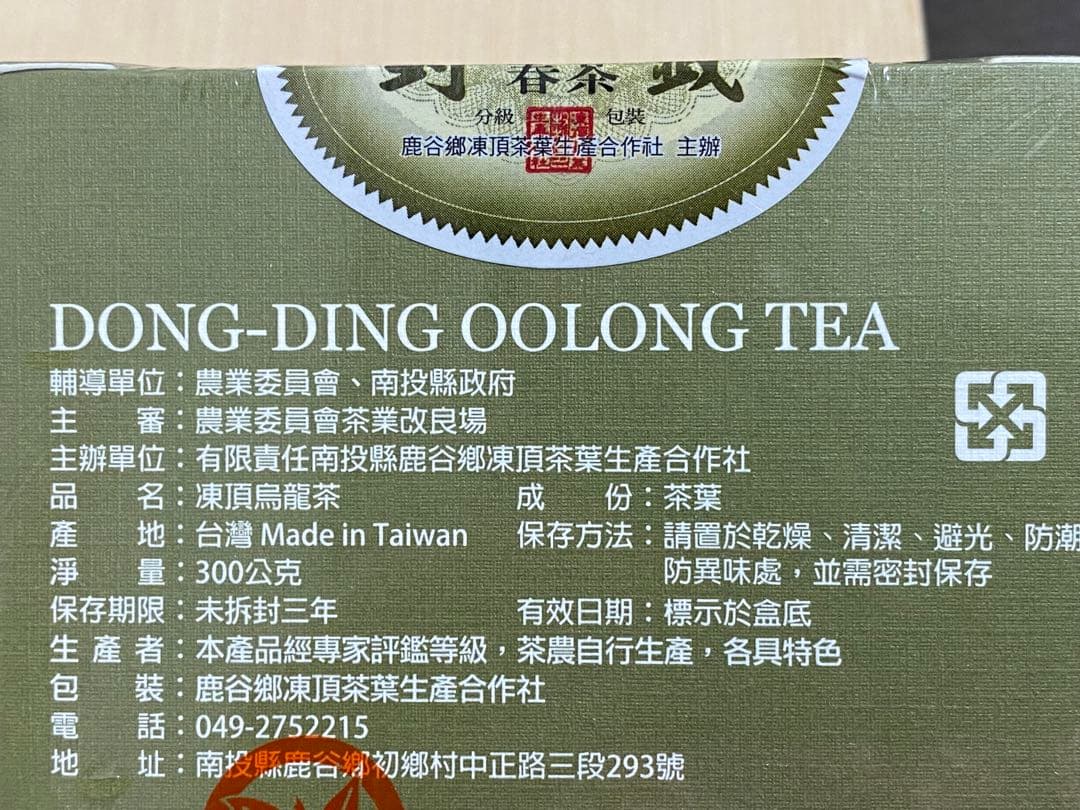 封 春茶 籤
分級 包裝
鹿谷鄉凍頂茶葉生產合作社 主辦
DONG-DING OOLONG TEA
輔導單位：農業委員會、南投縣政府
主 審：農業委員會茶業改良場
主辦單位：有限責任南投縣鹿谷鄉凍頂茶葉生產合作社
品 名：凍頂烏龍茶 成 份：茶葉
產 地：台灣 Made in Taiwan 保存方法：請置於乾燥、清潔、避光、防潮
淨 量：300公克 防異味處，並需密封保存
保存期限：未拆封三年 有效日期：標示於盒底
生 產 者：本產品經專家評鑑等級，茶農自行生產，各具特色
包 裝：鹿谷鄉凍頂茶葉生產合作社
電 話：049-2752215
地 址：南投縣鹿谷鄉初鄉村中正路三段293號